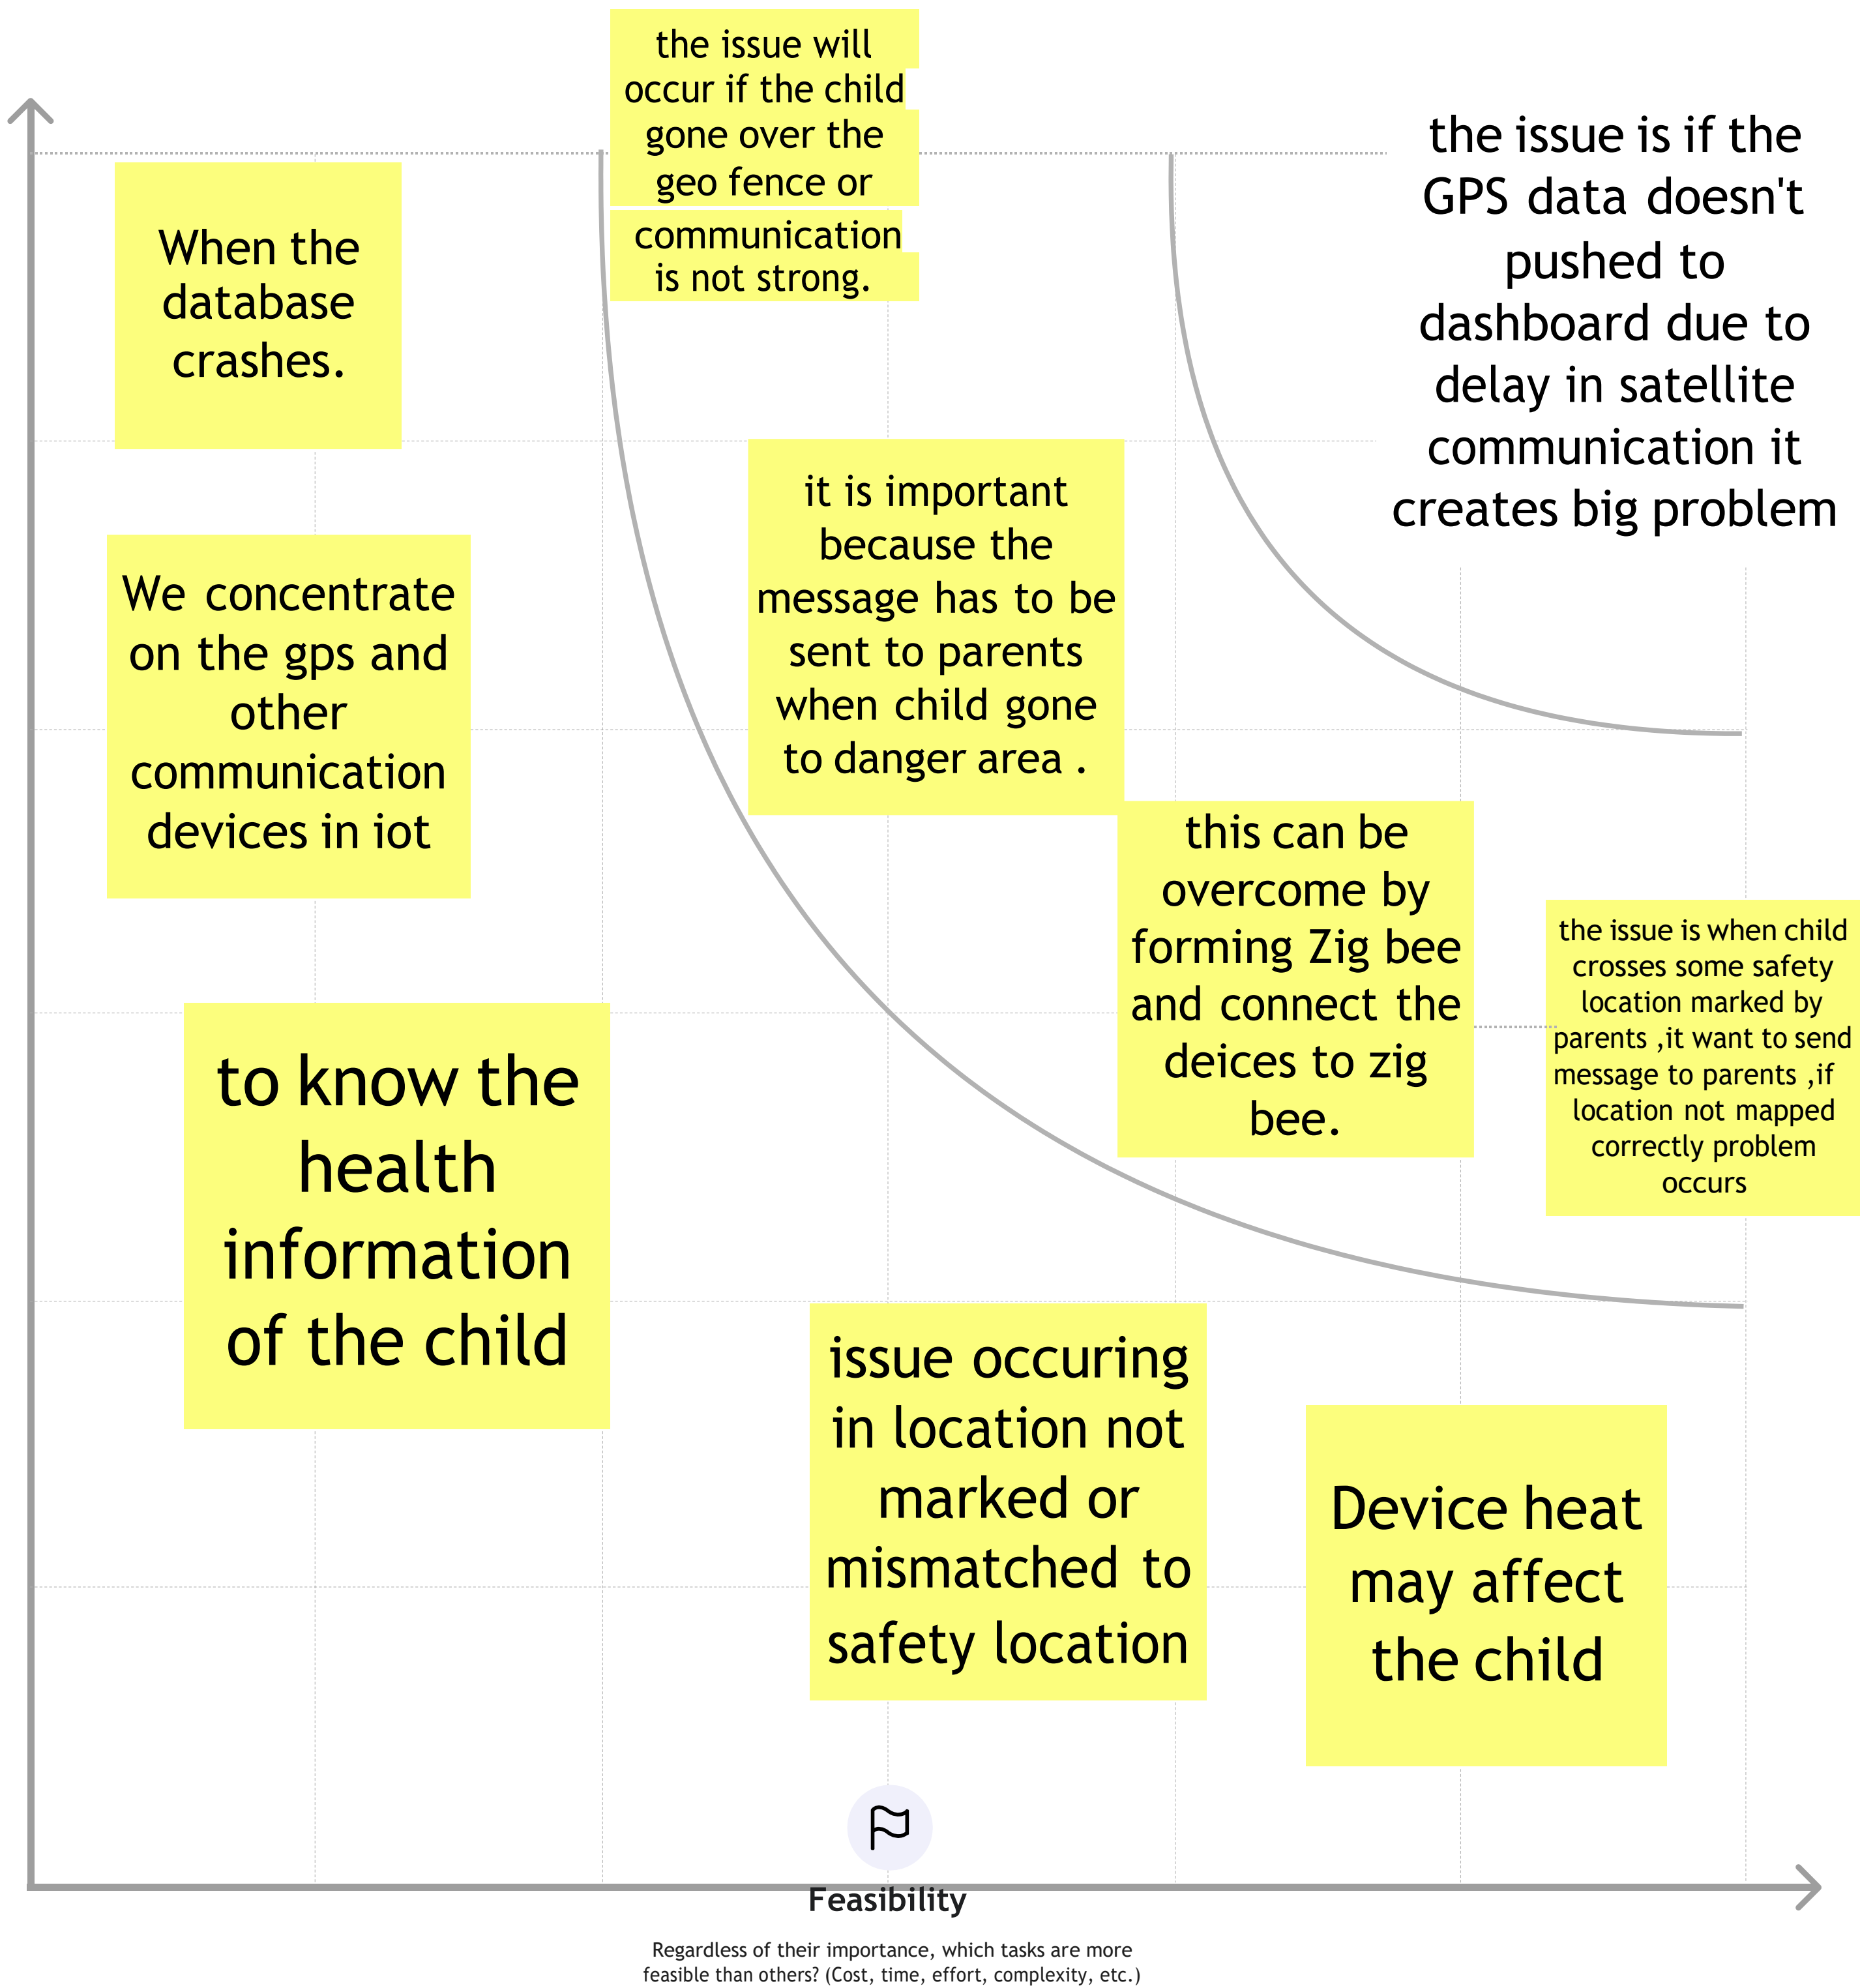 the issue will
occur if the child
gone over the
geo fence or
communication
is not strong.
the issue is if the
GPS data doesn't
pushed to
dashboard due to
delay in satellite
communication it
creates big problem
When the
database
crashes.
it is important
because the
message has to be
sent to parents
when child gone
to danger area .
We concentrate
on the gps and
other
communication
devices in iot
this can be
overcome by
forming Zig bee
and connect the
deices to zig
bee.
the issue is when child
crosses some safety
location marked by
parents ,it want to send
message to parents ,if
location not mapped
correctly problem
occurs
to know the
health
information
of the child
issue occuring
in location not
marked or
mismatched to
safety location
Device heat
may affect
the child
Feasibility
Regardless of their importance, which tasks are more
feasible than others? (Cost, time, effort, complexity, etc.)